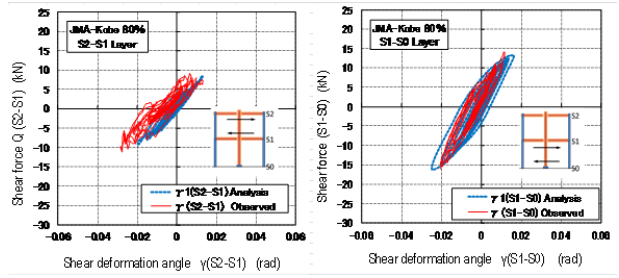 JMA-Kobe 80%
S2-S1 Layer
Shear force Q (S2-S1) (kN)
25
20
15
10
5
0
-5
-10
-15
-20
-25
-30
S2
S1
S0
γ1(S2-S1) Analysis
γ (S2-S1) Observed
-0.06
-0.04
-0.02
0
0.02
0.04
0.06
Shear deformation angle γ(S2-S1) (rad)
JMA-Kobe 80%
S1-S0 Layer
Shear force (S1-S0) (kN)
25
20
15
10
5
0
-5
-10
-15
-20
-25
-30
S2
S1
S0
γ1(S1-S0) Analysis
γ (S1-S0) Observed
-0.06
-0.04
-0.02
0
0.02
0.04
0.06
Shear deformation angle γ(S1-S0) (rad)